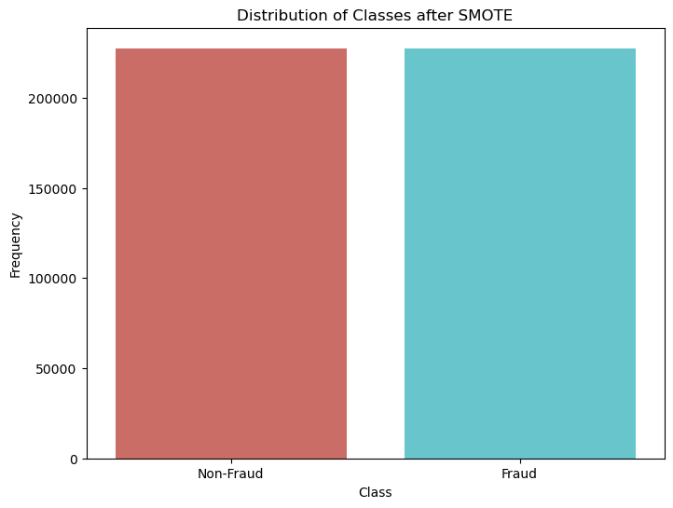 Distribution of Classes after SMOTE
200000
150000
100000
50000
0
Frequency
Non-Fraud
Fraud
Class